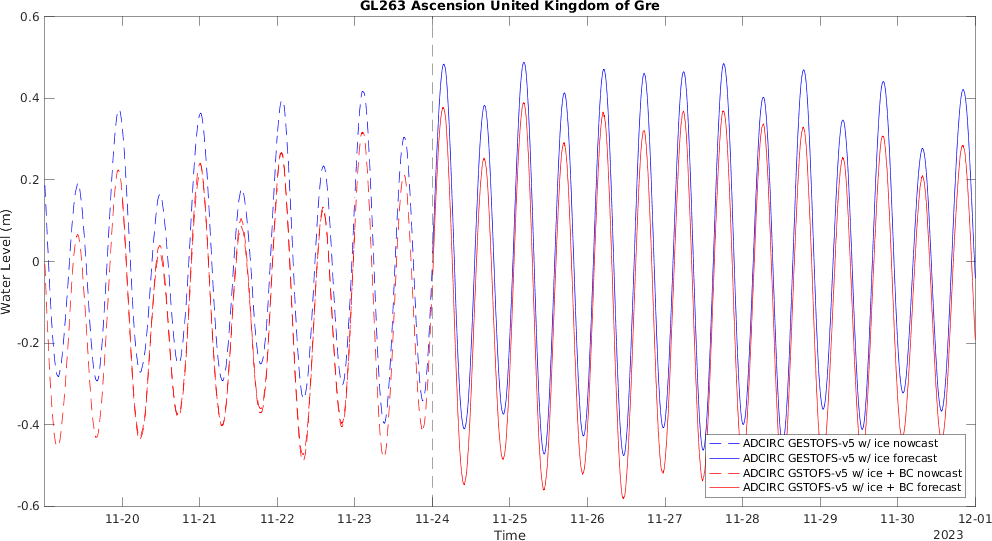 GL263 Ascension United Kingdom of Gre
0.6
0.4
0.2
0
-0.2
-0.4
-0.6
Water Level (m)
ADCIRC GESTOFS-v5 w/ ice nowcast
ADCIRC GESTOFS-v5 w/ ice forecast
ADCIRC GSTOFS-v5 w/ ice + BC nowcast
ADCIRC GSTOFS-v5 w/ ice + BC forecast
11-20 11-21 11-22 11-23 11-24 11-25 11-26 11-27 11-28 11-29 11-30 12-01
Time
2023